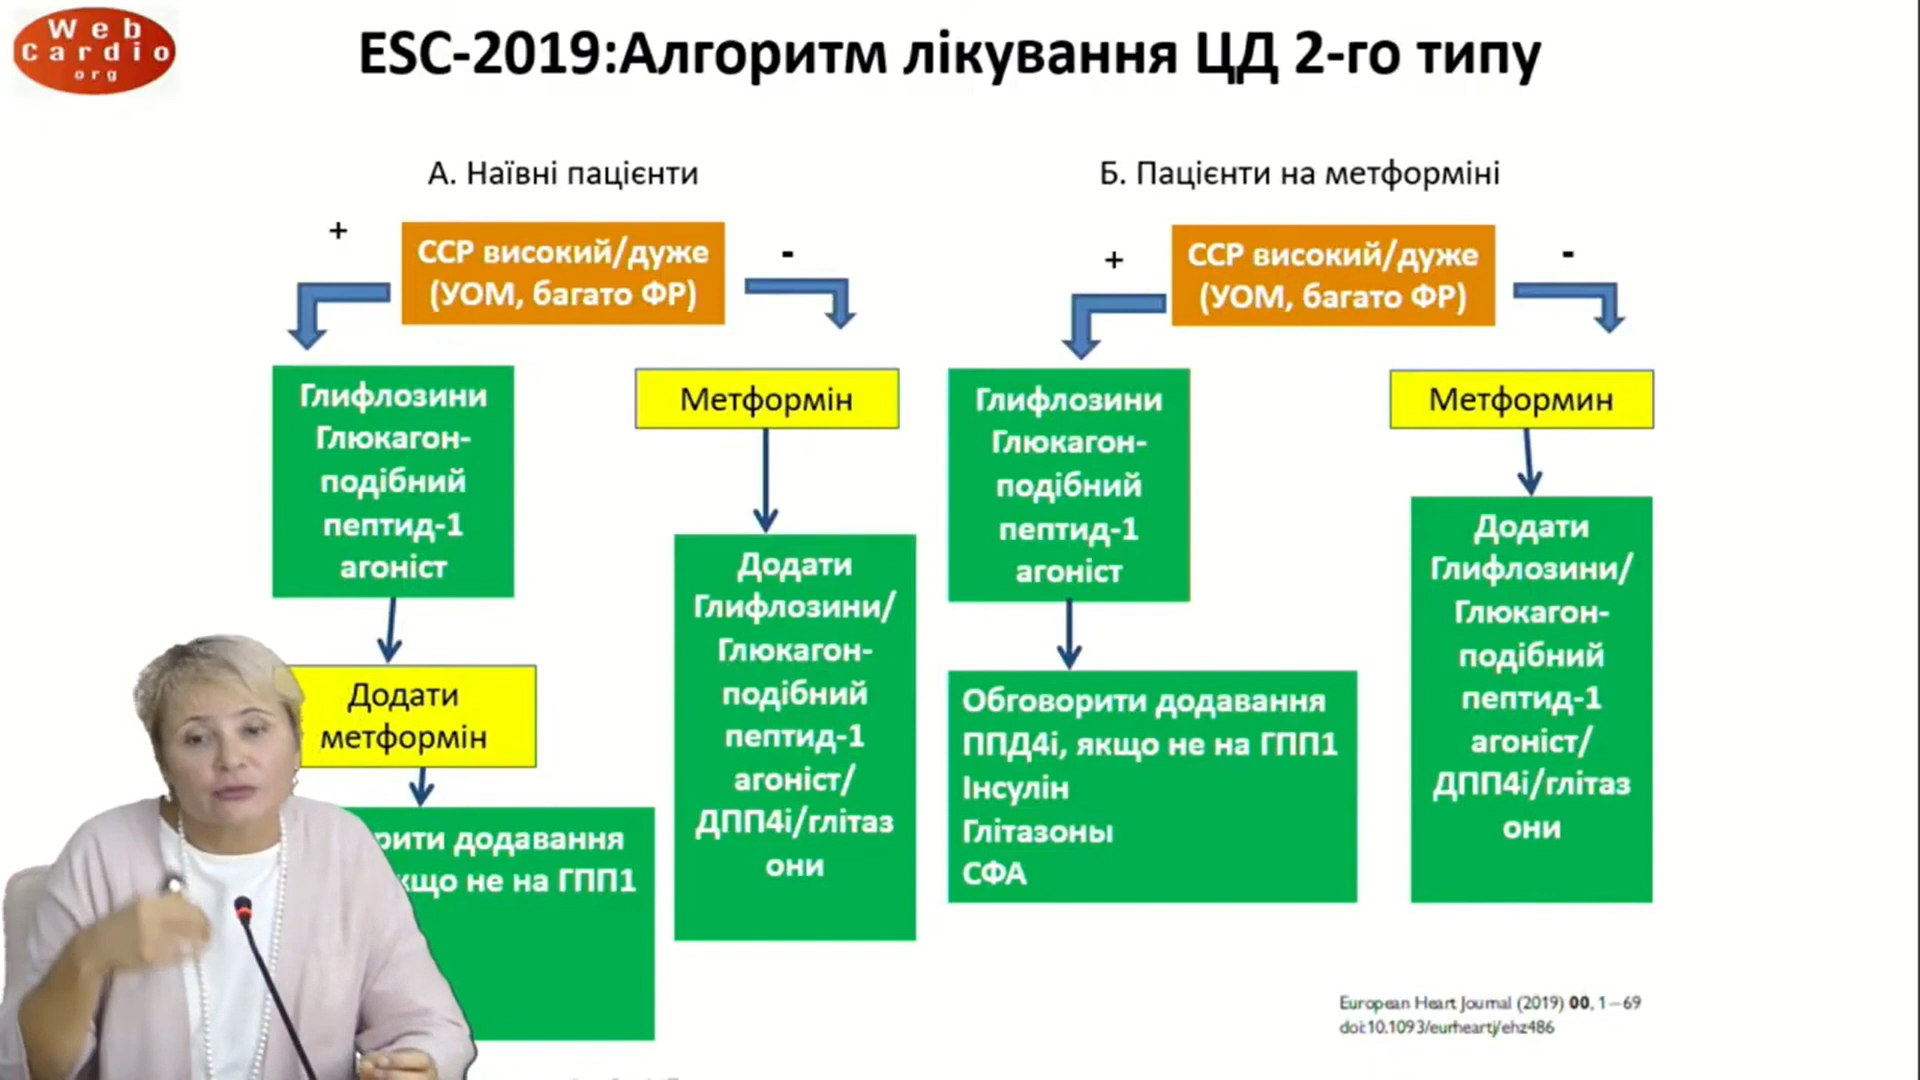 Web
Cardio
org
ESC-2019:Алгоритм лікування ЦД 2-го типу
А. Наївні пацієнти
+
ССР високий/дуже
(УОМ, багато ФР)
-
Глифлозини
Глюкагон-
подібний
пептид-1
агоніст
Додати
метформін
додавання
не на ГПП1
Метформін
Додати
Глифлозини/
Глюкагон-
подібний
пептид-1
агоніст/
ДПП4і/глітаз
они
Б. Пацієнти на метформіні
+
ССР високий/дуже
(УОМ, багато ФР)
-
Глифлозини
Глюкагон-
подібний
пептид-1
агоніст
Обговорити додавання
ППД4і, якщо не на ГПП1
Інсулін
Глітазоны
СФА
Метформин
Додати
Глифлозини/
Глюкагон-
подібний
пептид-1
агоніст/
ДПП4і/глітаз
они
European Heart Journal (2019) 00, 1–69
doi:10.1093/eurheartj/ehz486